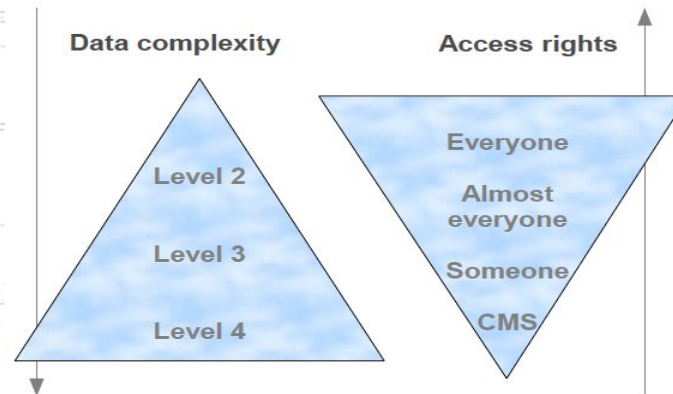 Data complexity
Access rights
Level 2
Level 3
Level 4
Everyone
Almost
everyone
Someone
CMS